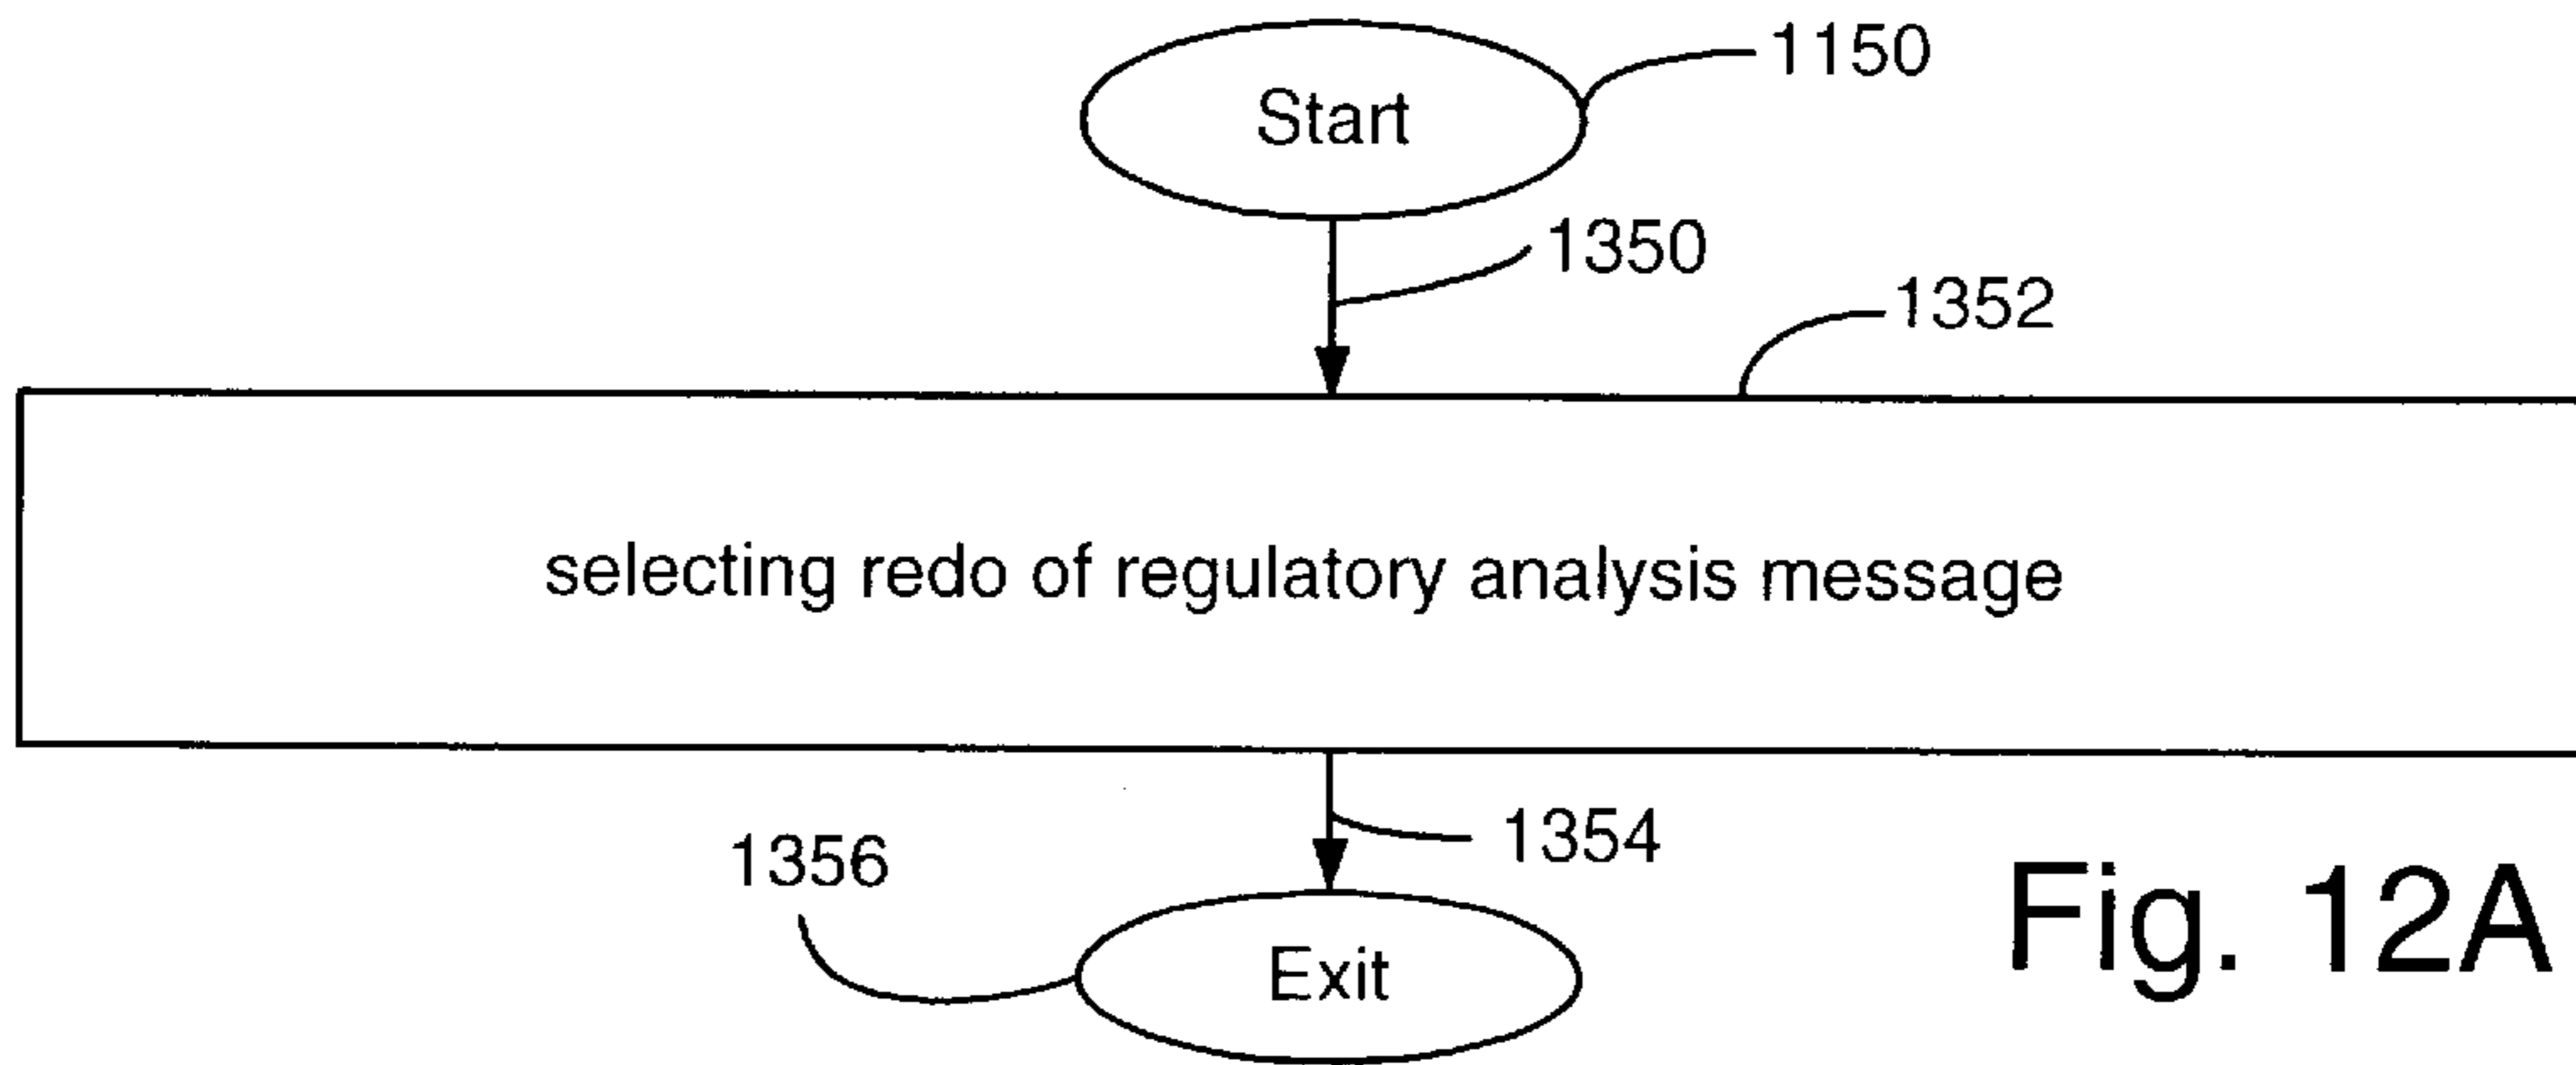 Start
1150
1350
1352
selecting redo of regulatory analysis message
1354
1356
Exit
Fig. 12A